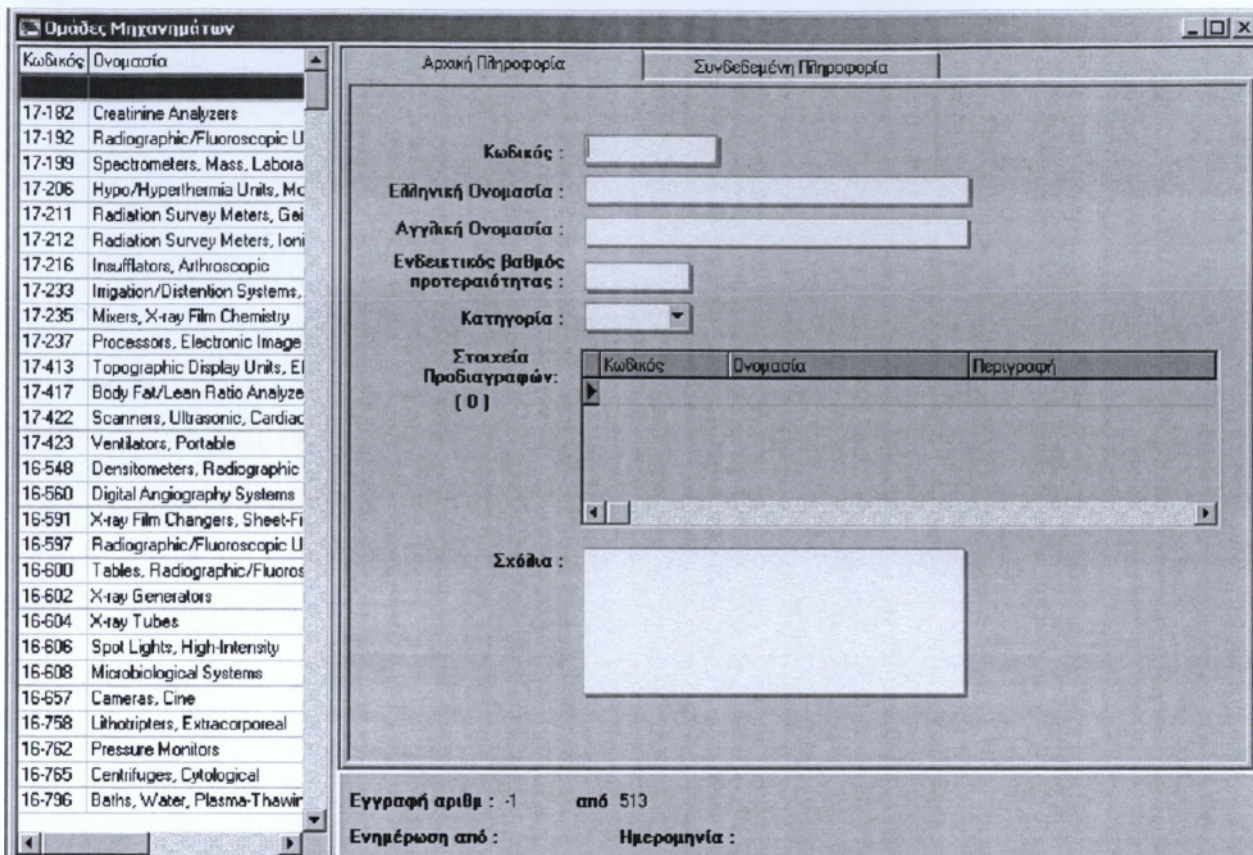 Ομάδες Μηχανημάτων
Κωδικός Ονομασία
17-182 Creatinine Analyzers
17-192 Radiographic/Fluoroscopic U
17-199 Spectrometers, Mass, Labora
17-206 Hypo/Hyperthermia Units, Mo
17-211 Radiation Survey Meters, Gei
17-212 Radiation Survey Meters, Ioni
17-216 Insufflators, Arthroscopic
17-233 Irrigation/Distention Systems,
17-235 Mixers, X-ray Film Chemistry
17-237 Processors, Electronic Image
17-413 Topographic Display Units, El
17-417 Body Fat/Lean Ratio Analyze
17-422 Scanners, Ultrasonic, Cardiac
17-423 Ventilators, Portable
16-548 Densitometers, Radiographic
16-560 Digital Angiography Systems
16-591 X-ray Film Changers, Sheet-Fi
16-597 Radiographic/Fluoroscopic U
16-600 Tables, Radiographic/Fluoros
16-602 X-ray Generators
16-604 X-ray Tubes
16-606 Spot Lights, High-Intensity
16-608 Microbiological Systems
16-657 Cameras, Cine
16-758 Lithotripters, Extracorporeal
16-762 Pressure Monitors
16-765 Centrifuges, Cytological
16-796 Baths, Water, Plasma-Thawin
Αρχική Πληροφορία Συνδεδεμένη Πληροφορία
Κωδικός :
Ελληνική Ονομασία :
Αγγλική Ονομασία :
Ενδεικτικός βαθμός
προτεραιότητας :
Κατηγορία :
Στοιχεία
Προδιαγραφών:
( 0 )
Κωδικός Ονομασία Περιγραφή
Σχόλια :
Εγγραφή αριθμ : -1 από 513
Ενημέρωση από : Ημερομηνία :